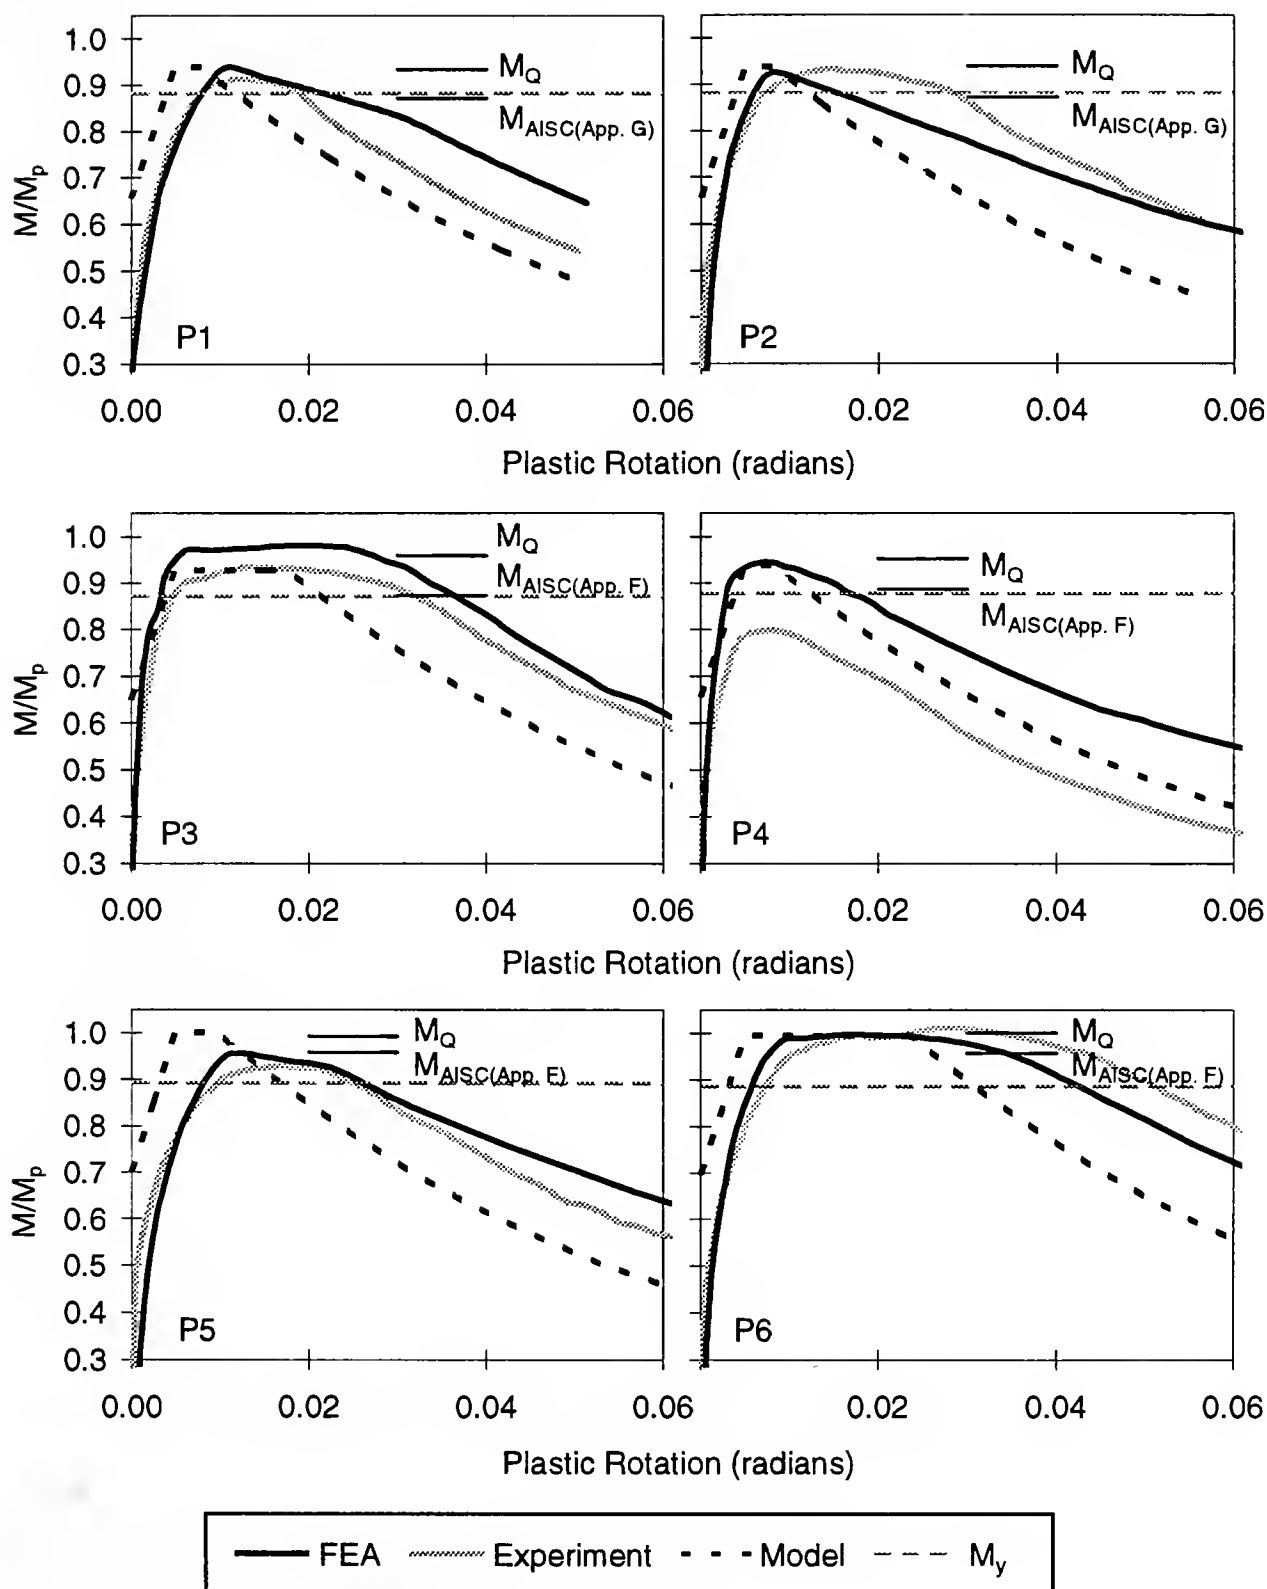 1.0
0.9
0.8
0.7
0.6
0.5
0.4
0.3
M/Mp
MQ
MAISC(App. G)
P1
MQ
MAISC(App. G)
P2
0.00 0.02 0.04 0.06 0.02 0.04 0.06
Plastic Rotation (radians)
1.0
0.9
0.8
0.7
0.6
0.5
0.4
0.3
M/Mp
MQ
MAISC(App. F)
P3
MQ
MAISC(App. F)
P4
0.00 0.02 0.04 0.06 0.02 0.04 0.06
Plastic Rotation (radians)
1.0
0.9
0.8
0.7
0.6
0.5
0.4
0.3
M/Mp
MQ
MAISC(App. F)
P5
MQ
MAISC(App. F)
P6
0.00 0.02 0.04 0.06 0.02 0.04 0.06
Plastic Rotation (radians)
FEA Experiment Model My